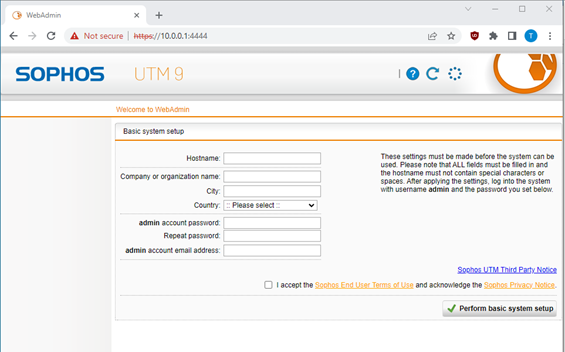 WebAdmin
Not secure
https://10.0.0.1:4444
T
SOPHOS UTM 9
Welcome to WebAdmin
Basic system setup
Hostname:
Company or organization name:
City:
Country: :: Please select ::
admin account password:
Repeat password:
admin account email address:
These settings must be made before the system can be
used. Please note that ALL fields must be filled in and
the hostname must not contain special characters or
spaces. After applying the settings, log into the system
with username admin and the password you set below.
Sophos UTM Third Party Notice
I accept the Sophos End User Terms of Use and acknowledge the Sophos Privacy Notice.
Perform basic system setup